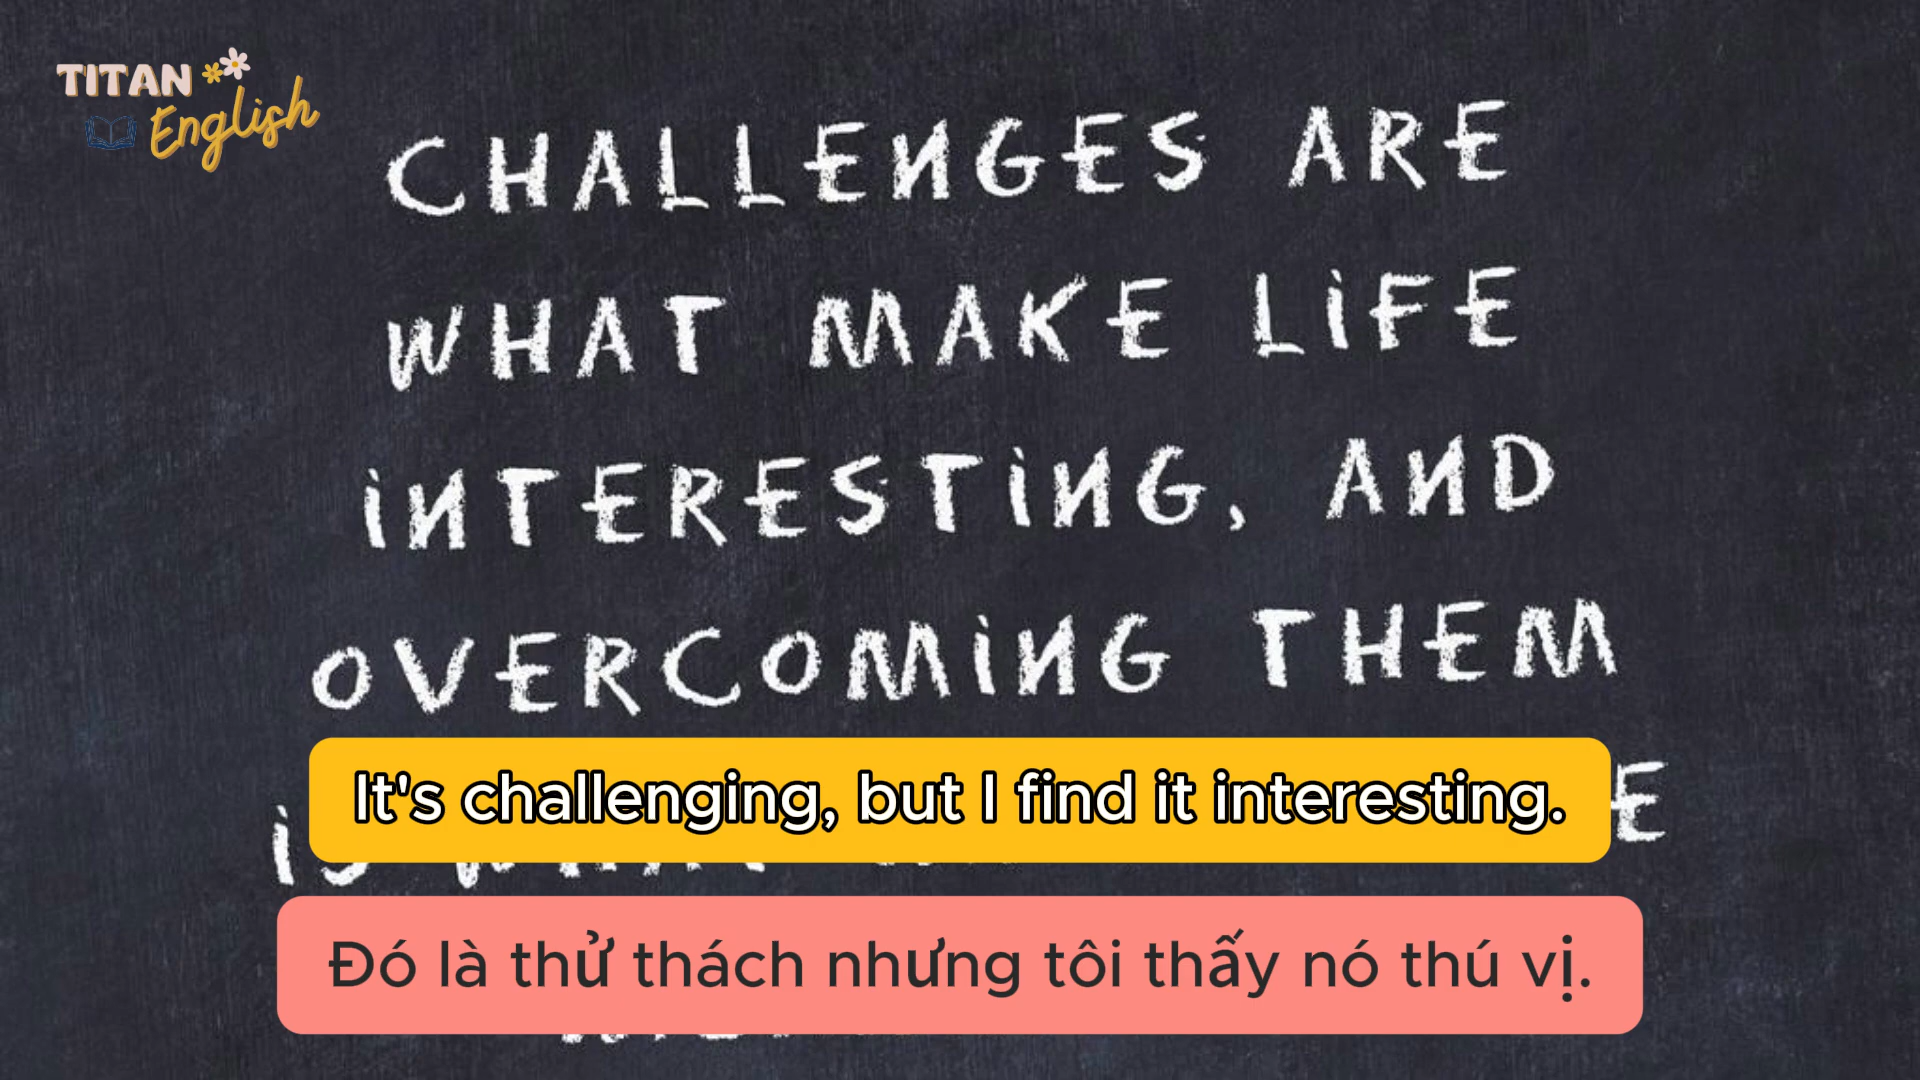 TITAN
English
CHALLENGES ARE
WHAT MAKE LIFE
INTERESTING, AND
OVERCOMING THEM
It's challenging, but I find it interesting.
Đó là thử thách nhưng tôi thấy nó thú vị.